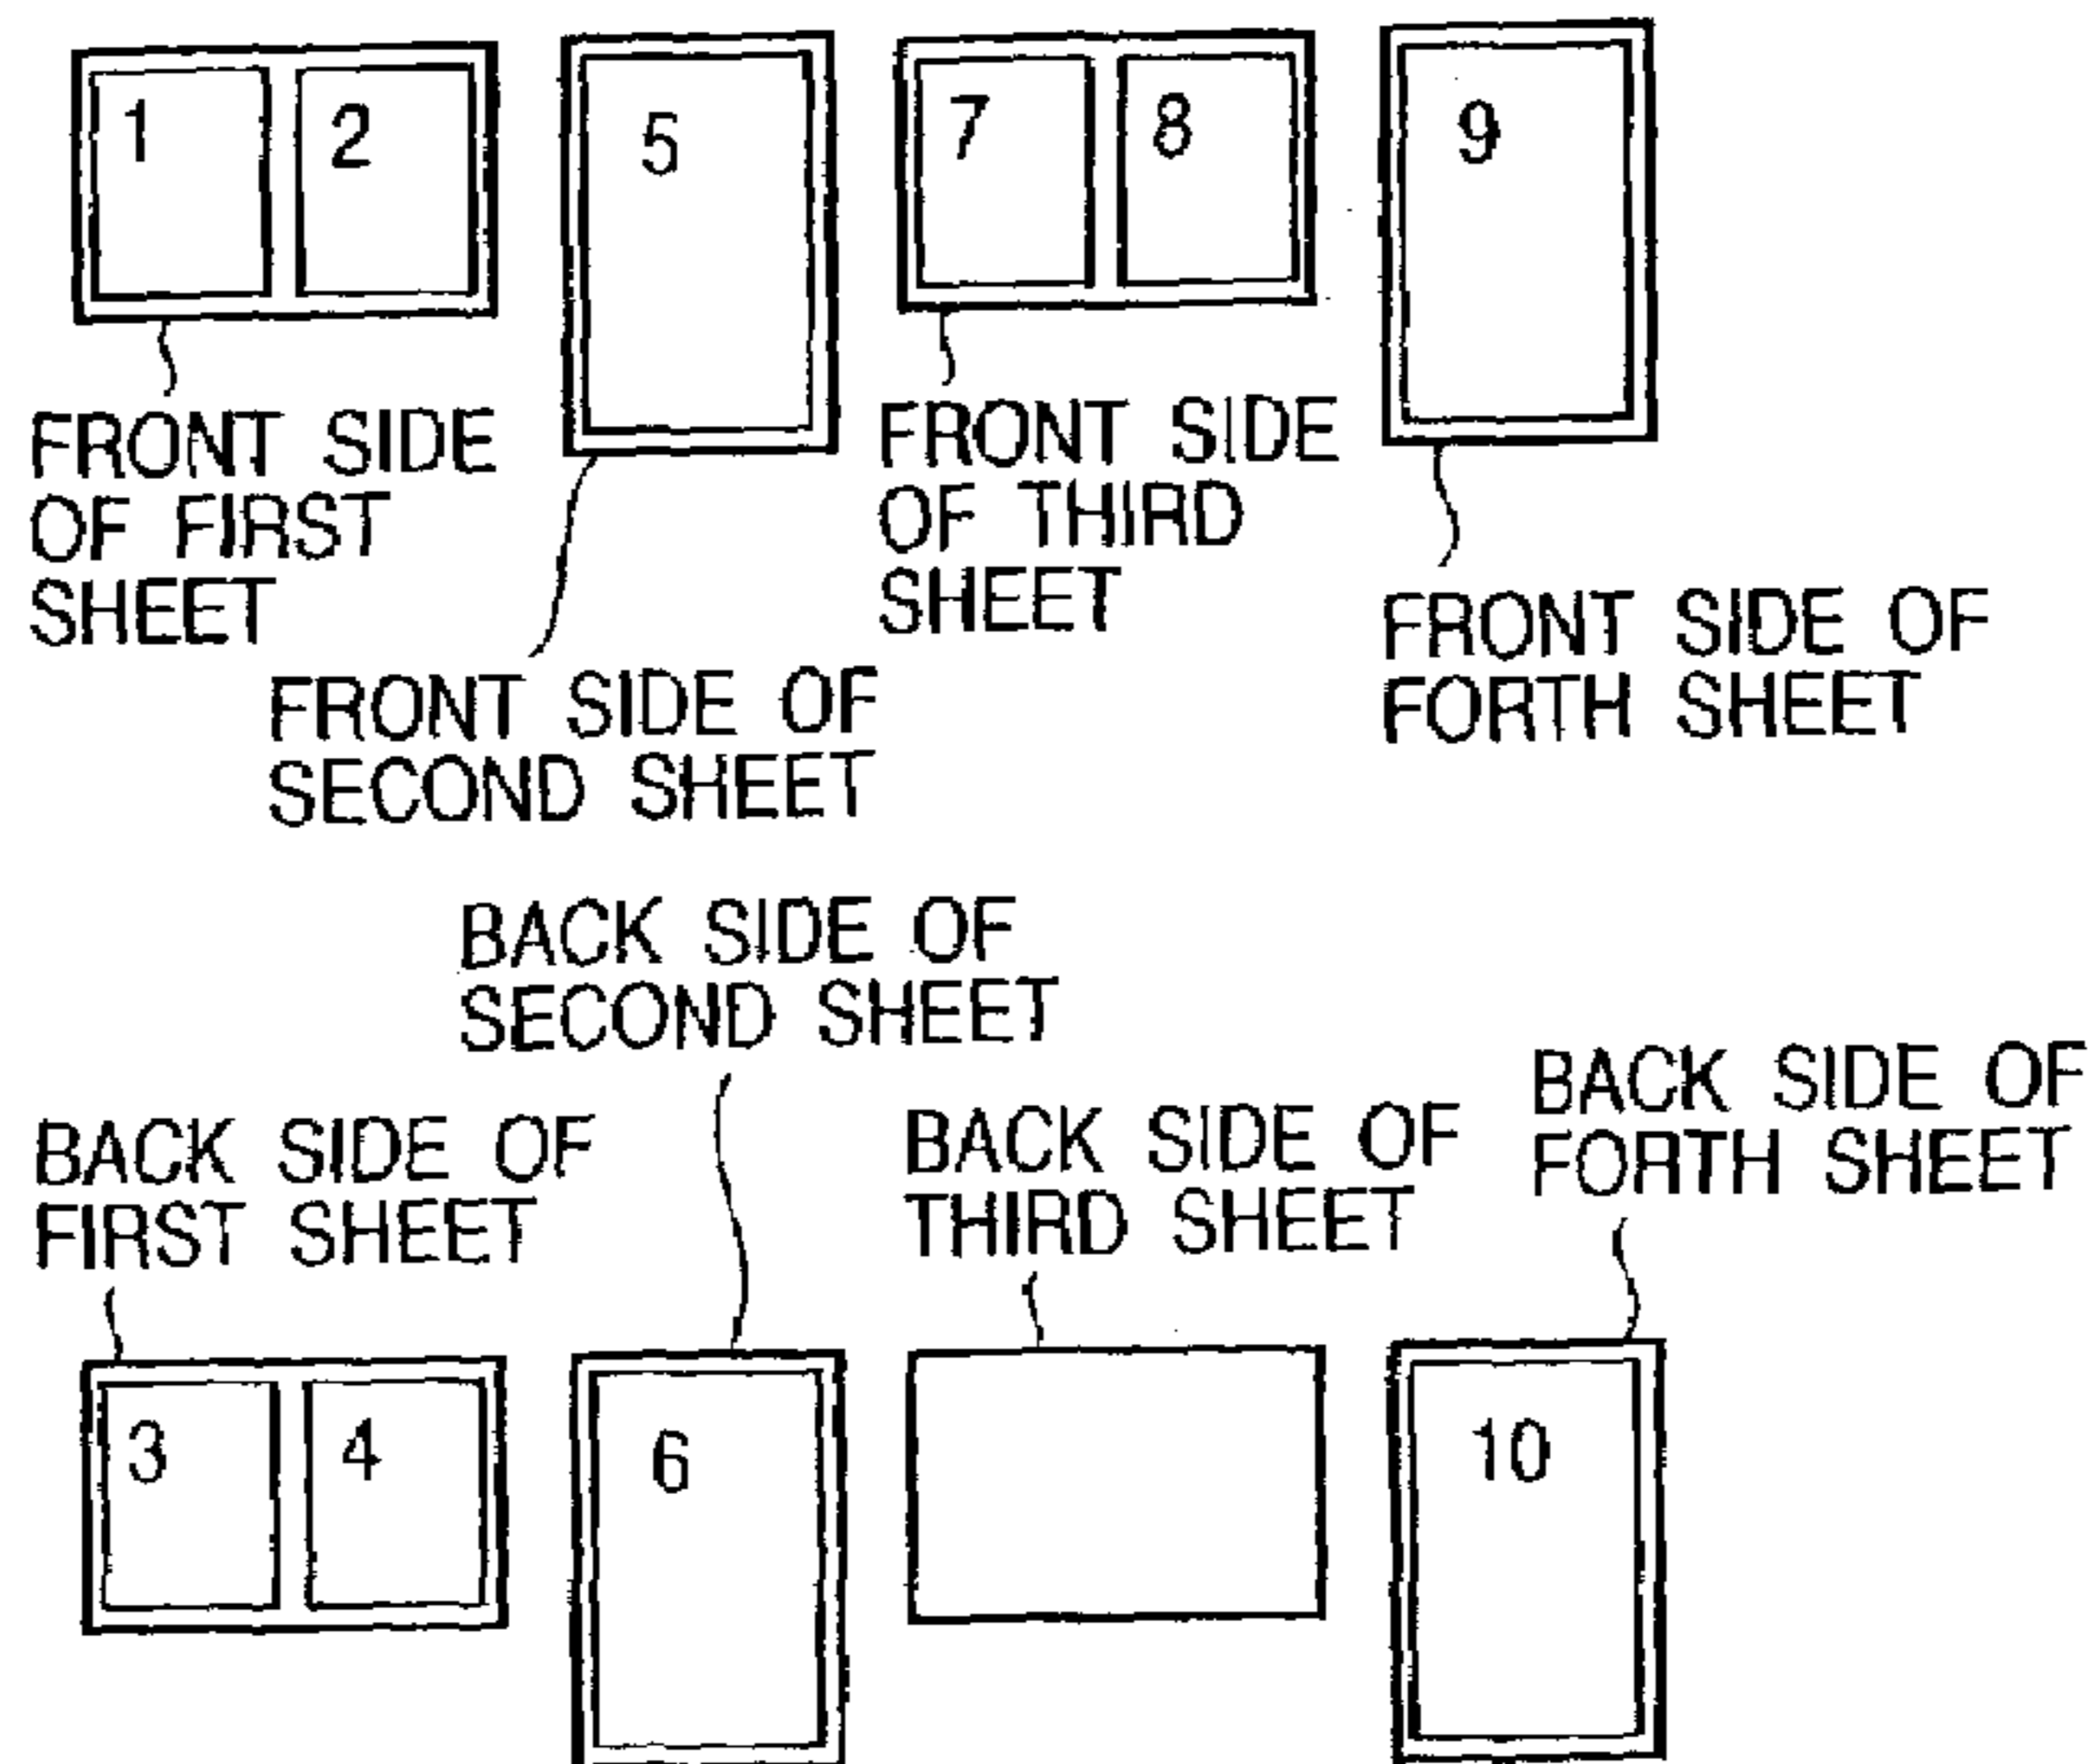 1 2 5 7 8 9
FRONT SIDE
OF FIRST
SHEET
FRONT SIDE OF
SECOND SHEET
FRONT SIDE
OF THIRD
SHEET
FRONT SIDE OF
FORTH SHEET
BACK SIDE OF
SECOND SHEET
BACK SIDE OF
FIRST SHEET
BACK SIDE OF
THIRD SHEET
BACK SIDE OF
FORTH SHEET
3 4 6 10